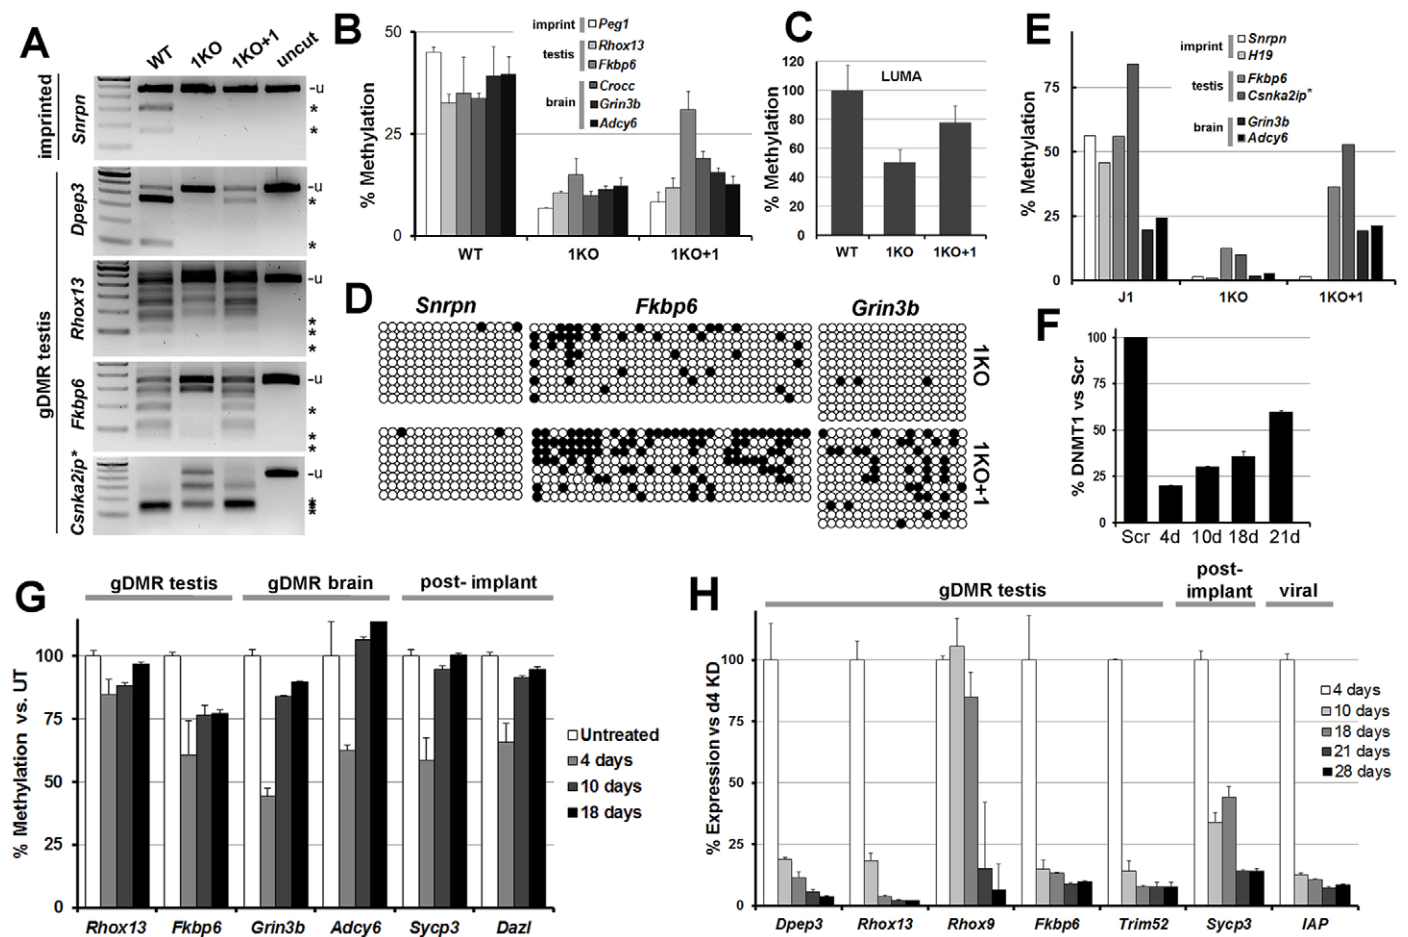 A
WT 1KO 1KO+1 uncut
imprinted
Snrpn
-u
*
*
gDMR testis
Dpep3
-u
*
*
Rhox13
-u
*
*
*
Fkbp6
-u
*
*
*
Csnka2ip*
-u
*
*
*
B
% Methylation
50
25
0
imprint Peg1
testis Rhox13
Fkbp6
brain Crocc
Grin3b
Adcy6
WT 1KO 1KO+1
C
% Methylation
120
100
80
60
40
20
0
LUMA
WT 1KO 1KO+1
D
Snrpn Fkbp6 Grin3b
1KO
1KO+1
E
% Methylation
75
50
25
0
imprint Snrpn
H19
testis Fkbp6
Csnka2ip*
brain Grin3b
Adcy6
J1 1KO 1KO+1
F
% DNMT1 vs Scr
100
75
50
25
0
Scr 4d 10d 18d 21d
G
gDMR testis gDMR brain post- implant
% Methylation vs. UT
100
75
50
25
0
Untreated
4 days
10 days
18 days
Rhox13 Fkbp6 Grin3b Adcy6 Sycp3 Dazl
H
gDMR testis post-
implant viral
% Expression vs d4 KD
100
75
50
25
0
4 days
10 days
18 days
21 days
28 days
Dpep3 Rhox13 Rhox9 Fkbp6 Trim52 Sycp3 IAP